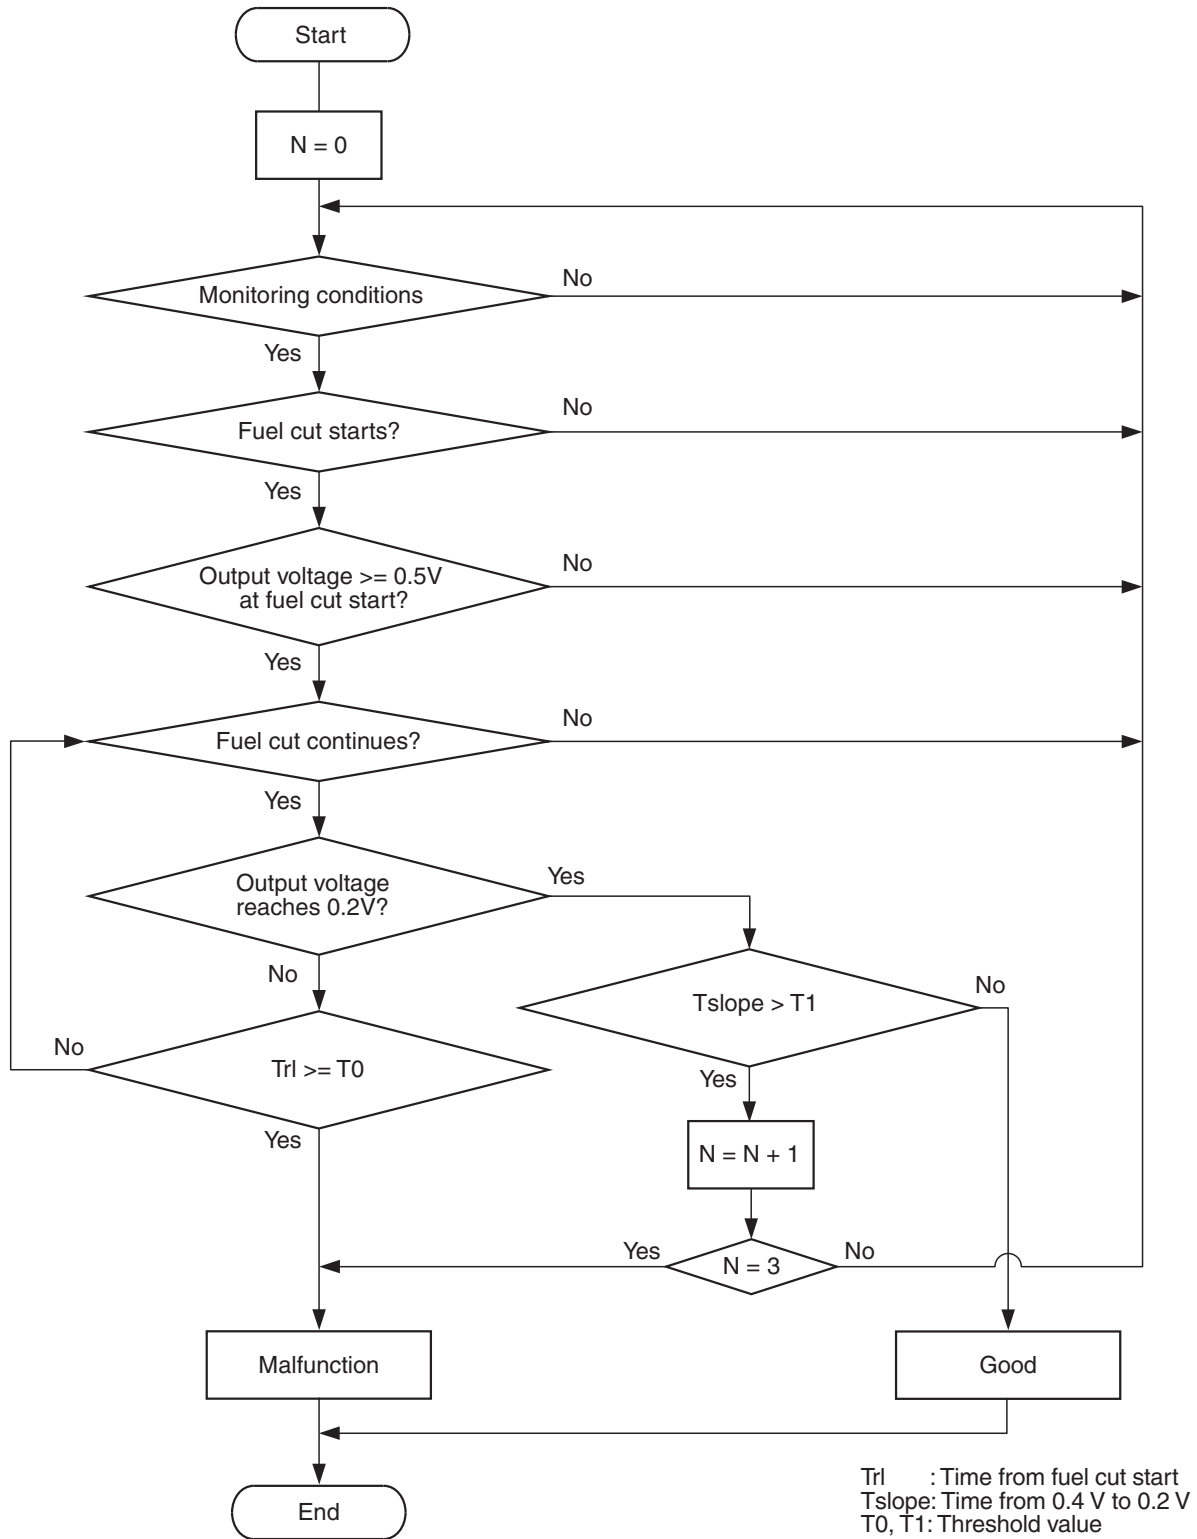 Start
N = 0
Monitoring conditions
No
Yes
Fuel cut starts?
No
Yes
Output voltage >= 0.5V
at fuel cut start?
No
Yes
Fuel cut continues?
No
Yes
Output voltage
reaches 0.2V?
Yes
No
Tslope > T1
No
Yes
Trl >= T0
No
Yes
N = N + 1
N = 3
Yes
No
Malfunction
Good
End
Trl : Time from fuel cut start
Tslope: Time from 0.4 V to 0.2 V
T0, T1: Threshold value